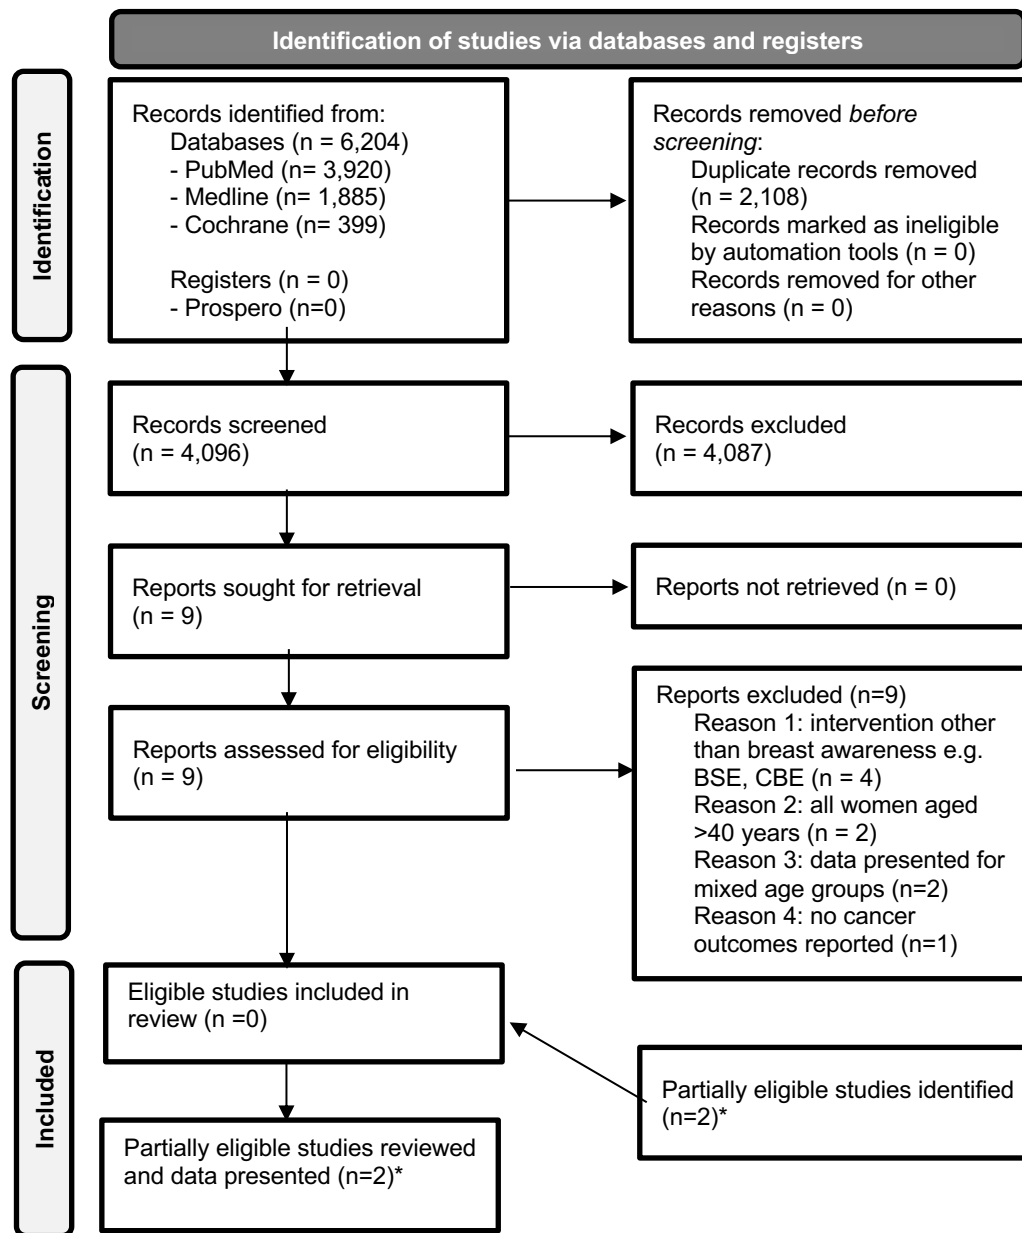 Identification of studies via databases and registers
Identification
Records identified from:
Databases (n = 6,204)
- PubMed (n= 3,920)
- Medline (n= 1,885)
- Cochrane (n= 399)
Registers (n = 0)
- Prospero (n=0)
Records removed before
screening:
Duplicate records removed
(n = 2,108)
Records marked as ineligible
by automation tools (n = 0)
Records removed for other
reasons (n = 0)
Screening
Records screened
(n = 4,096)
Records excluded
(n = 4,087)
Reports sought for retrieval
(n = 9)
Reports not retrieved (n = 0)
Reports assessed for eligibility
(n = 9)
Reports excluded (n=9)
Reason 1: intervention other
than breast awareness e.g.
BSE, CBE (n = 4)
Reason 2: all women aged
>40 years (n = 2)
Reason 3: data presented for
mixed age groups (n=2)
Reason 4: no cancer
outcomes reported (n=1)
Included
Eligible studies included in
review (n =0)
Partially eligible studies identified
(n=2)*
Partially eligible studies reviewed
and data presented (n=2)*